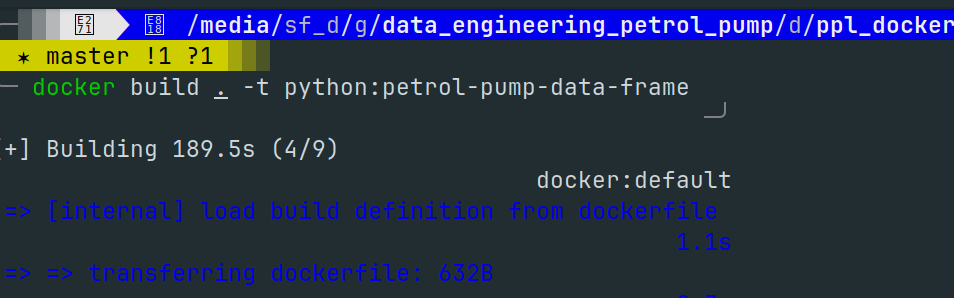 /media/sf_d/g/data_engineering_petrol_pump/d/ppl_docker
✶ master !1 ?1
docker build . -t python:petrol-pump-data-frame
[+] Building 189.5s (4/9)
docker:default
=> [internal] load build definition from dockerfile
1.1s
=> => transferring dockerfile: 632B